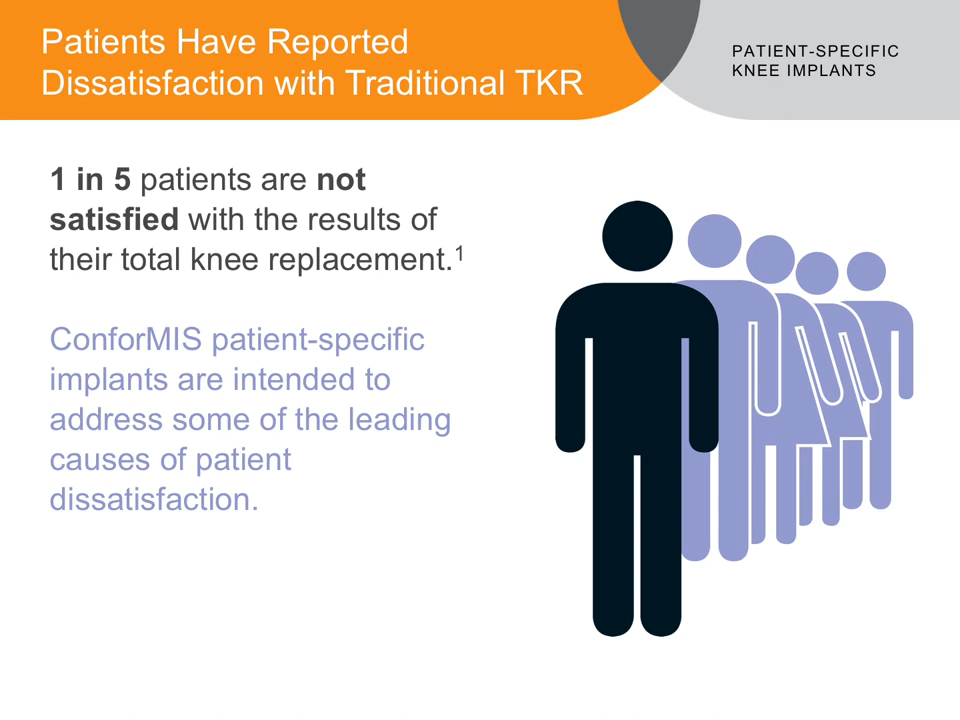 Patients Have Reported
Dissatisfaction with Traditional TKR
PATIENT-SPECIFIC
KNEE IMPLANTS
1 in 5 patients are not
satisfied with the results of
their total knee replacement.1
ConforMIS patient-specific
implants are intended to
address some of the leading
causes of patient
dissatisfaction.